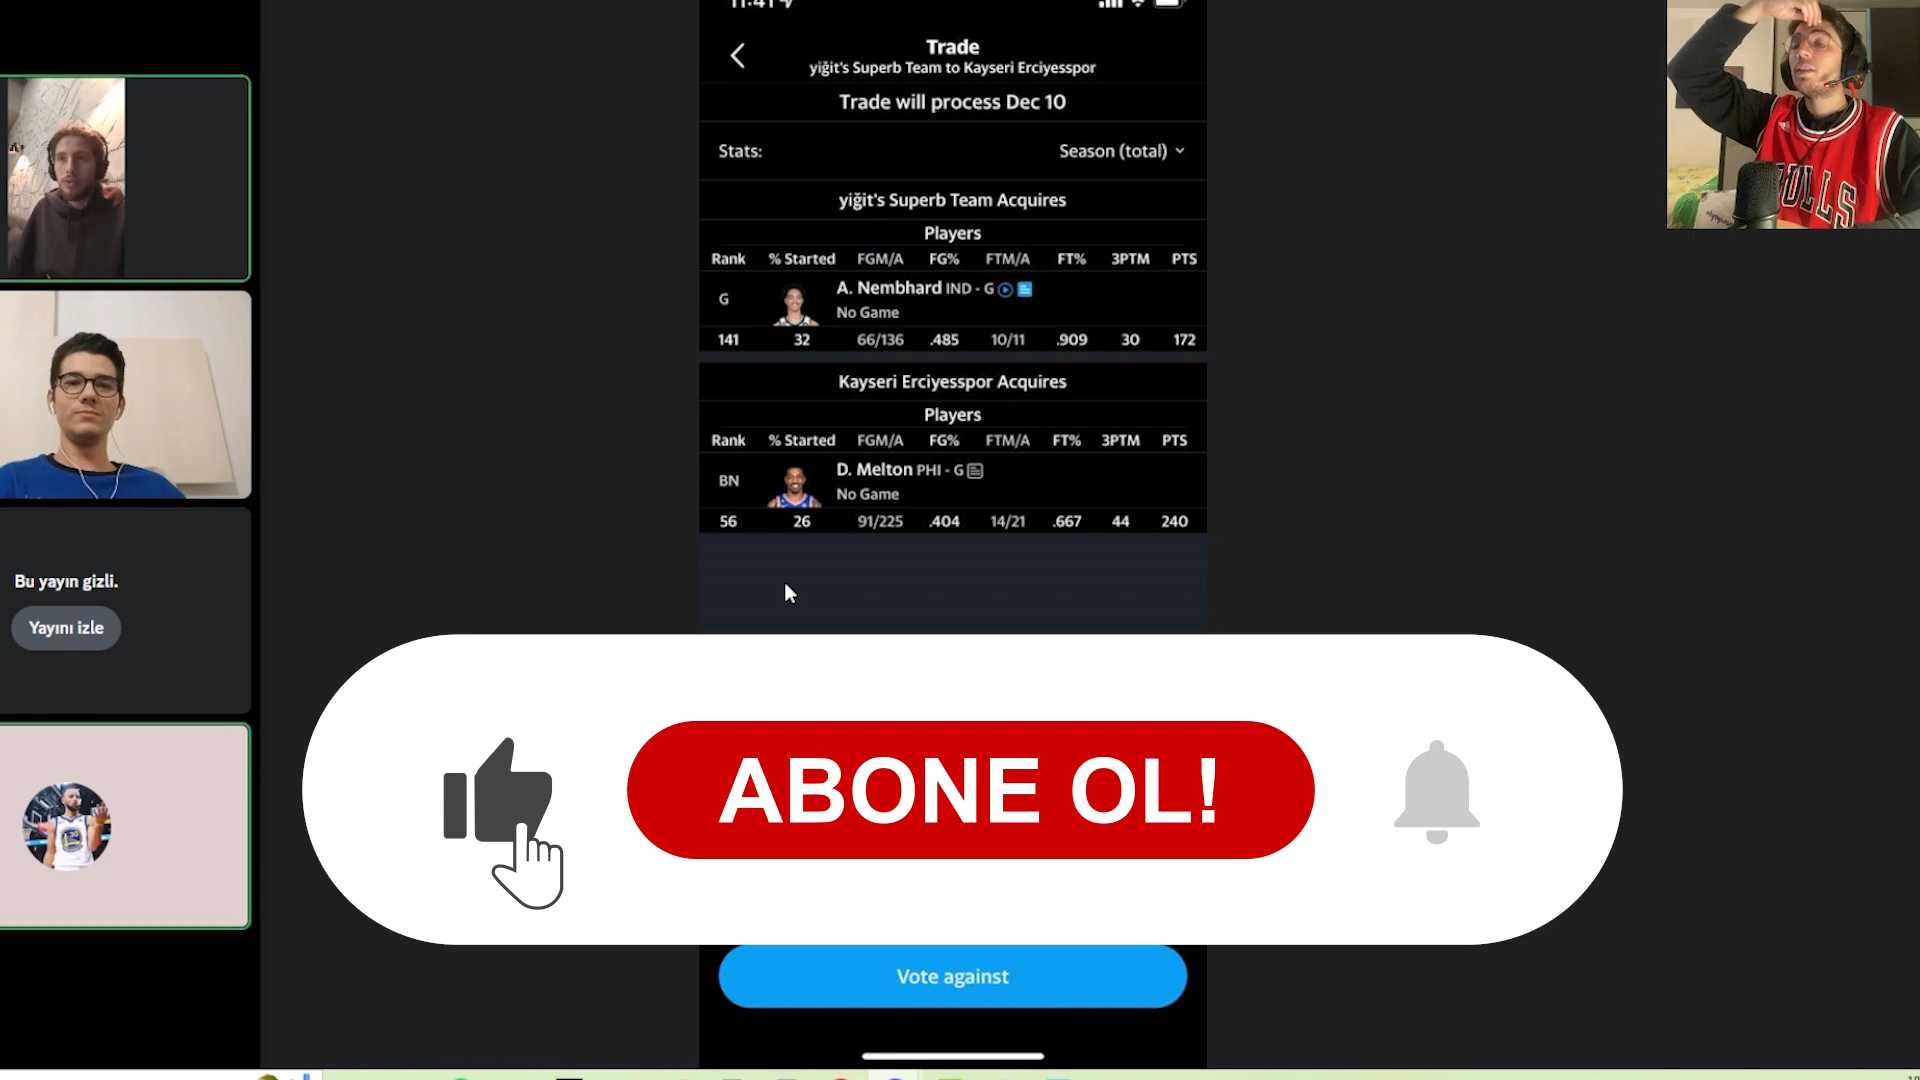 11:41
Trade
yiğit's Superb Team to Kayseri Erciyesspor
Trade will process Dec 10
Stats:
Season (total)
yiğit's Superb Team Acquires
Players
Rank % Started FGM/A FG% FTM/A FT% 3PTM PTS
G
A. Nembhard IND - G
No Game
141 32 66/136 .485 10/11 .909 30 172
Kayseri Erciyesspor Acquires
Players
Rank % Started FGM/A FG% FTM/A FT% 3PTM PTS
BN
D. Melton PHI - G
No Game
56 26 91/225 .404 14/21 .667 44 240
Bu yayın gizli.
Yayını izle
ABONE OL!
Vote against
BULLS